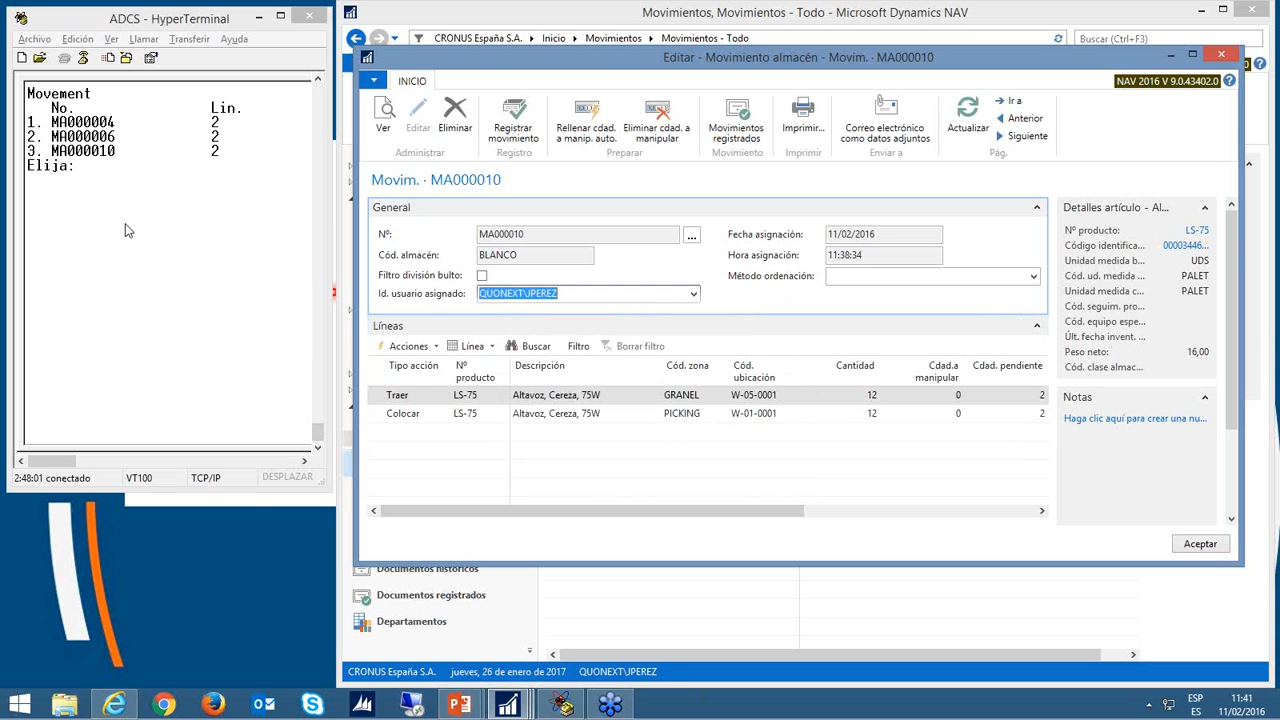 ADCS - HyperTerminal
Archivo Edición Ver Llamar Transferir Ayuda
Movement
No. Lin.
1. MA000004 2
2. MA000006 2
3. MA000010 2
Elija:
2:48:01 conectado VT100 TCP/IP DESPLAZAR
Movimientos, Movimientos - Todo - Microsoft Dynamics NAV
CRONUS España S.A. Inicio Movimientos Movimientos - Todo
Buscar (Ctrl+F3)
Editar - Movimiento almacén - Movim. · MA000010
INICIO
NAV 2016 V 9.0.43402.0
Ver
Editar
Eliminar
Registrar movimiento
Rellenar cdad. a manip. auto.
Eliminar cdad. a manipular
Movimientos registrados
Imprimir...
Correo electrónico como datos adjuntos
Actualizar
Ir a
Anterior
Siguiente
Administrar Registro Preparar Movimiento Imprimir Enviar a Pág.
Movim. · MA000010
General
Nº: MA000010 ...
Fecha asignación: 11/02/2016
Cód. almacén: BLANCO
Hora asignación: 11:38:34
Filtro división bulto:
Método ordenación:
Id. usuario asignado: QUONEXT\JPEREZ
Líneas
Acciones Línea Buscar Filtro Borrar filtro
Tipo acción Nº producto Descripción Cód. zona Cód. ubicación Cantidad Cdad.a manipular Cdad. pendiente
Traer LS-75 Altavoz, Cereza, 75W GRANEL W-05-0001 12 0 2
Colocar LS-75 Altavoz, Cereza, 75W PICKING W-01-0001 12 0 2
Detalles artículo - Al...
Nº producto: LS-75
Código identifica... 00003446...
Unidad medida b... UDS
Cód. ud. medida ... PALET
Unidad medida c... PALET
Cód. seguim. pro...
Cód. equipo espe...
Últ. fecha invent. ...
Peso neto: 16,00
Cód. clase almac...
Notas
Haga clic aquí para crear una nu...
Aceptar
Documentos históricos
Documentos registrados
Departamentos
CRONUS España S.A. jueves, 26 de enero de 2017 QUONEXT\JPEREZ
ESP
ES
11:41
11/02/2016